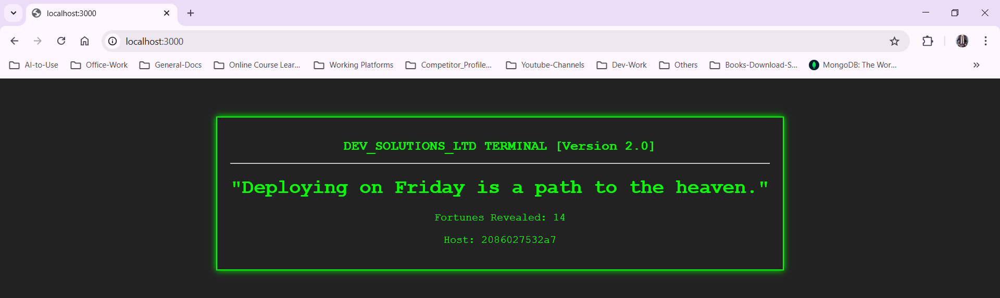 localhost:3000
localhost:3000
AI-to-Use Office-Work General-Docs Online Course Lear... Working Platforms Competitor_Profile... Youtube-Channels Dev-Work Others Books-Download-S... MongoDB: The Wor...
DEV_SOLUTIONS_LTD TERMINAL [Version 2.0]
"Deploying on Friday is a path to the heaven."
Fortunes Revealed: 14
Host: 2086027532a7